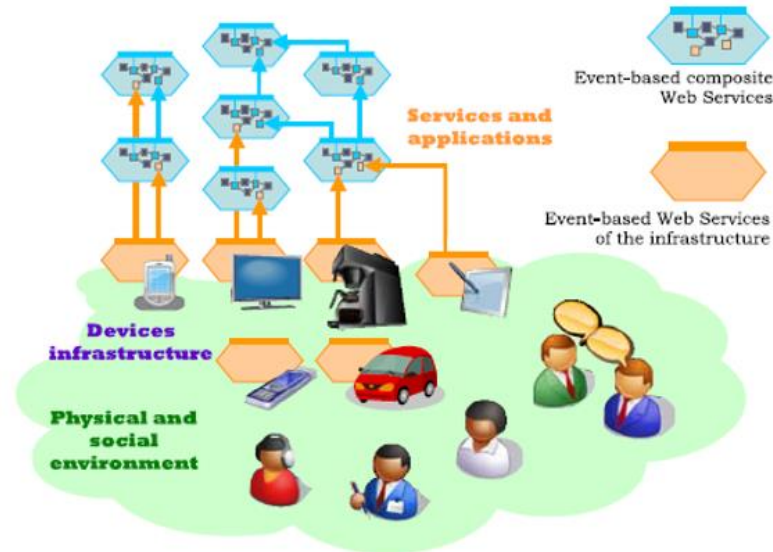 Event-based composite
Web Services
Services and
applications
Event-based Web Services
of the infrastructure
Devices
infrastructure
Physical and
social
environment